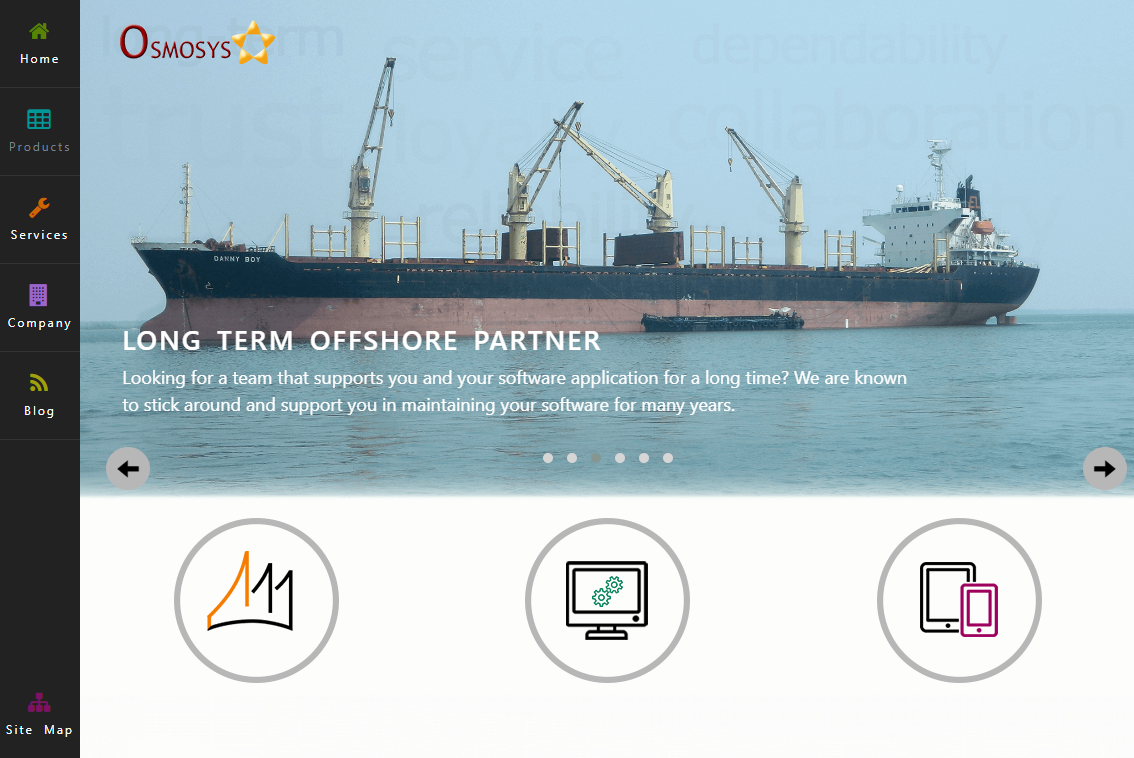 Home
Products
Services
Company
Blog
Site Map
Osmosys
long term
service
dependability
trust
collaboration
reliability
DANNY BOY
LONG TERM OFFSHORE PARTNER
Looking for a team that supports you and your software application for a long time? We are known
to stick around and support you in maintaining your software for many years.